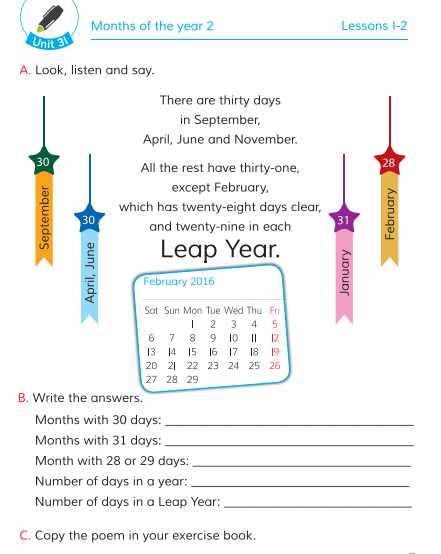 Unit 31
Months of the year 2
Lessons 1-2
A. Look, listen and say.
There are thirty days
in September,
April, June and November.
All the rest have thirty-one,
except February,
which has twenty-eight days clear,
and twenty-nine in each
Leap Year.
30
September
30
April, June
31
January
28
February
February 2016
Sat Sun Mon Tue Wed Thu Fri
1 2 3 4 5
6 7 8 9 10 11 12
13 14 15 16 17 18 19
20 21 22 23 24 25 26
27 28 29
B. Write the answers.
Months with 30 days:
Months with 31 days:
Month with 28 or 29 days:
Number of days in a year:
Number of days in a Leap Year:
C. Copy the poem in your exercise book.